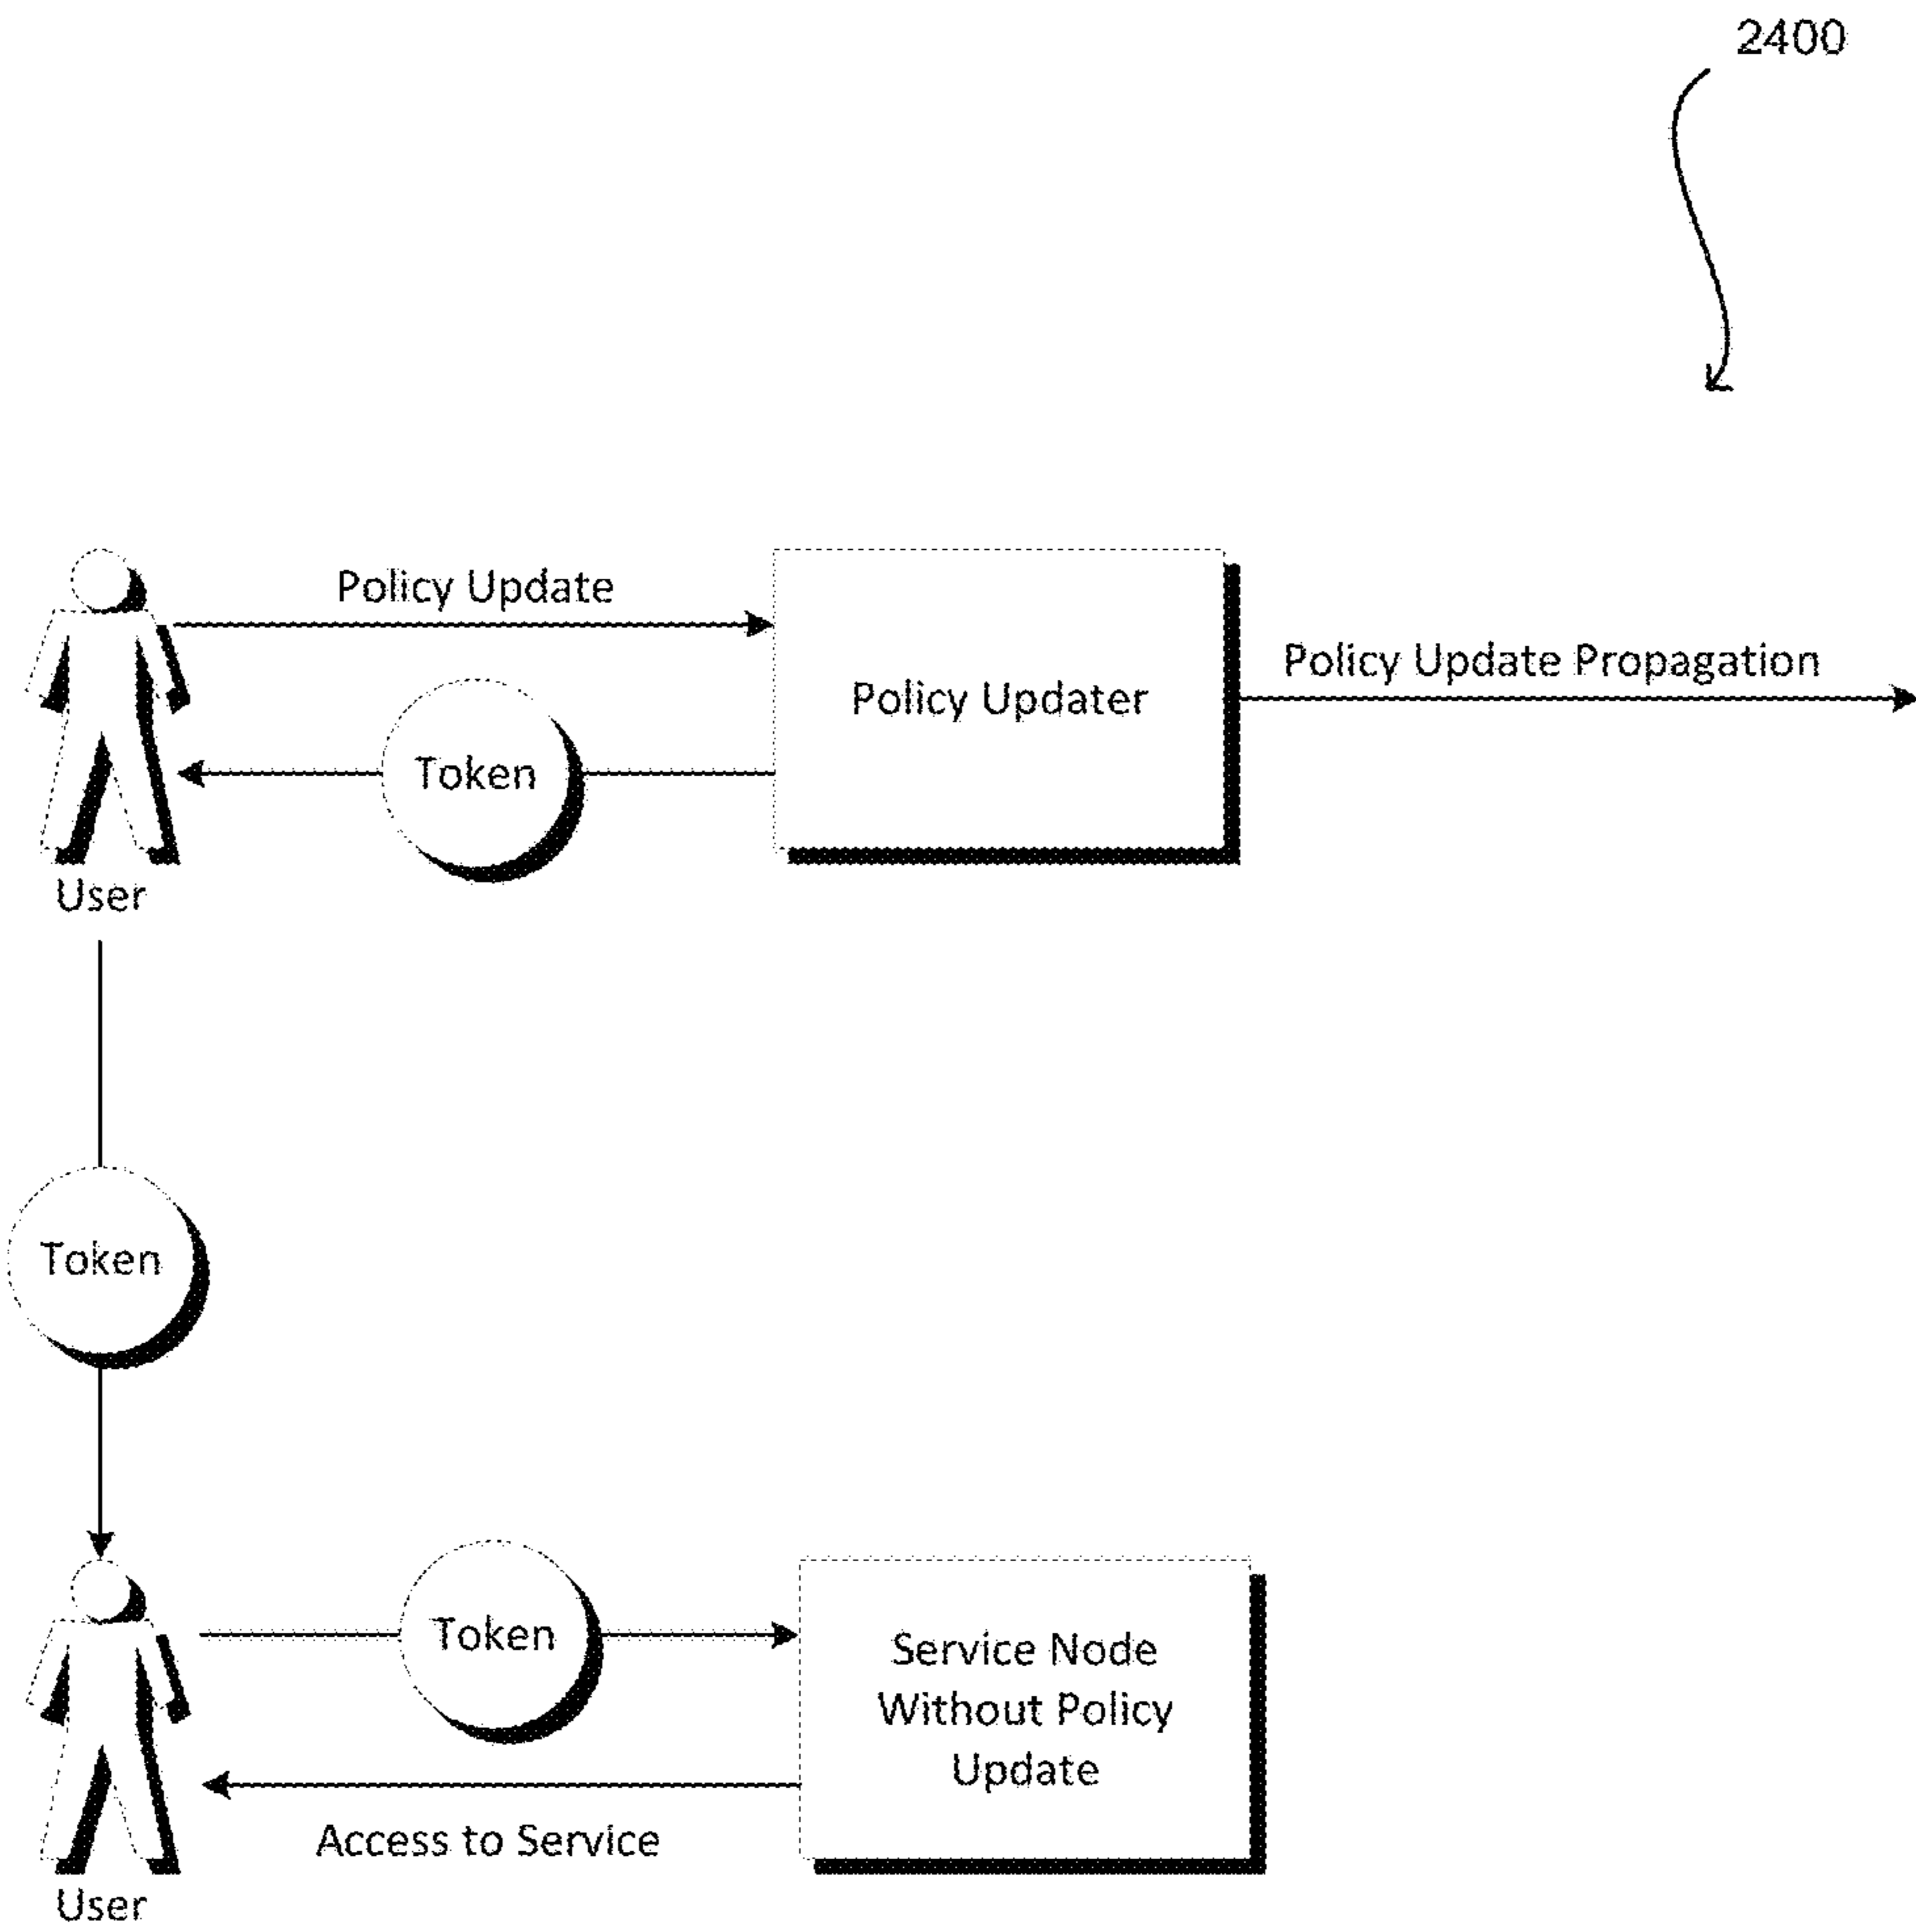 2400
Policy Update
Policy Updater
Policy Update Propagation
Token
User
Token
Token
Service Node
Without Policy
Update
Access to Service
User